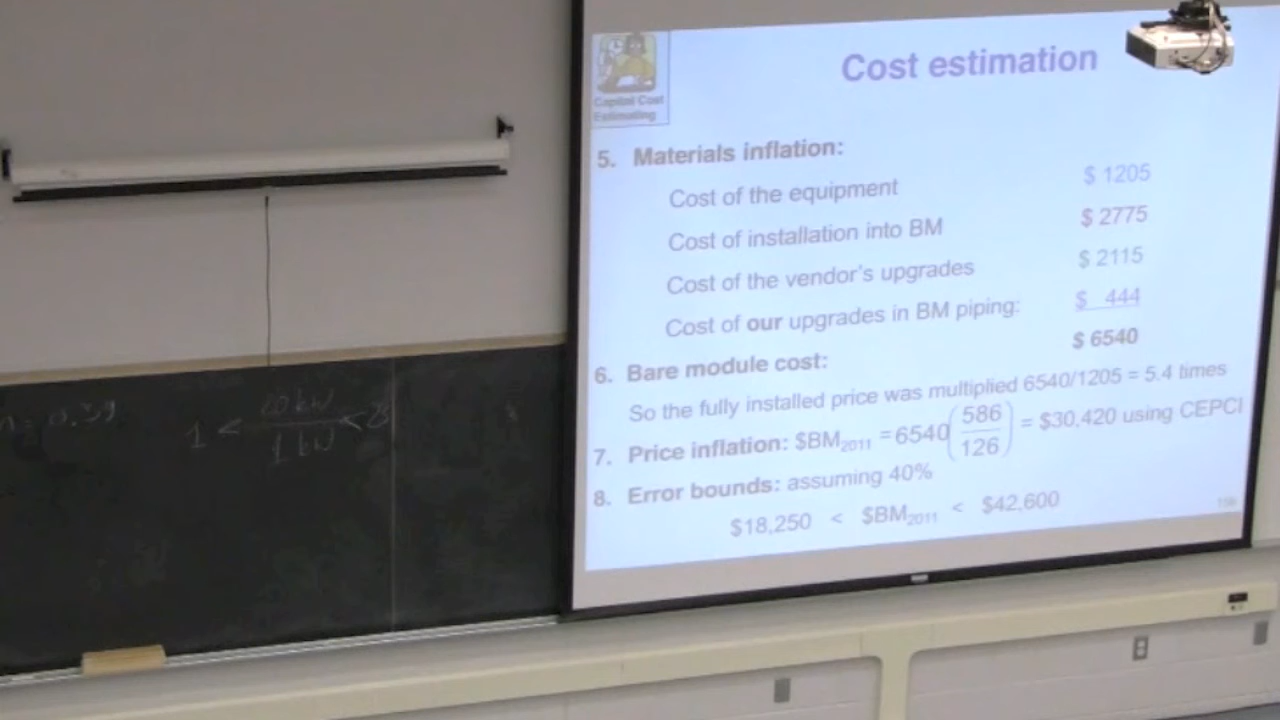 Capital Cost
Estimating
Cost estimation
5. Materials inflation:
Cost of the equipment $ 1205
Cost of installation into BM $ 2775
Cost of the vendor's upgrades $ 2115
Cost of our upgrades in BM piping: $ 444
$ 6540
6. Bare module cost:
So the fully installed price was multiplied 6540/1205 = 5.4 times
7. Price inflation: $BM2011 = 6540(586/126) = $30,420 using CEPCI
8. Error bounds: assuming 40%
$18,250 < $BM2011 < $42,600
= 0.39
1 < 20 kW / 1 kW <